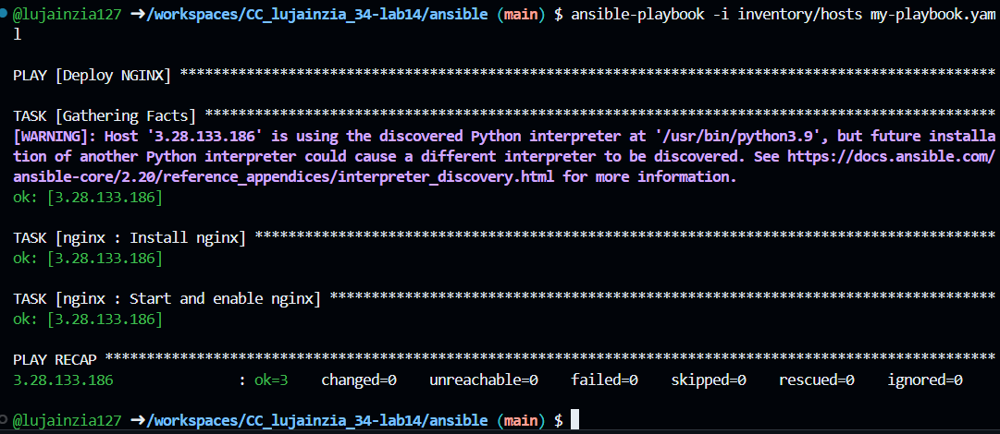 @lujainzia127 ➜/workspaces/CC_lujainzia_34-lab14/ansible (main) $ ansible-playbook -i inventory/hosts my-playbook.yam
l
PLAY [Deploy NGINX] **************************************************************************************************
TASK [Gathering Facts] ***********************************************************************************************
[WARNING]: Host '3.28.133.186' is using the discovered Python interpreter at '/usr/bin/python3.9', but future installa
tion of another Python interpreter could cause a different interpreter to be discovered. See https://docs.ansible.com/
ansible-core/2.20/reference_appendices/interpreter_discovery.html for more information.
ok: [3.28.133.186]
TASK [nginx : Install nginx] *****************************************************************************************
ok: [3.28.133.186]
TASK [nginx : Start and enable nginx] ********************************************************************************
ok: [3.28.133.186]
PLAY RECAP ***********************************************************************************************************
3.28.133.186               : ok=3    changed=0    unreachable=0    failed=0    skipped=0    rescued=0    ignored=0
@lujainzia127 ➜/workspaces/CC_lujainzia_34-lab14/ansible (main) $